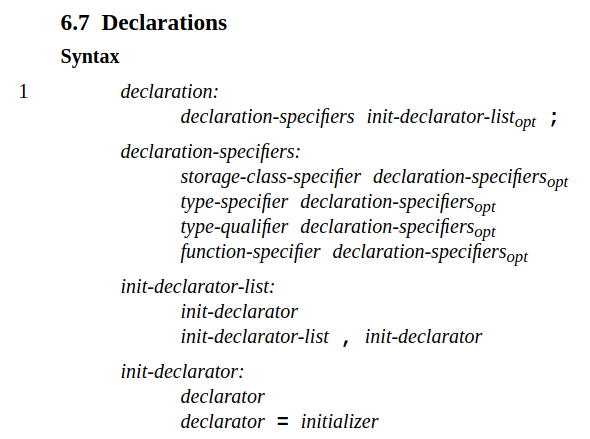 6.7 Declarations
Syntax
1 declaration:
declaration-specifiers init-declarator-listopt ;
declaration-specifiers:
storage-class-specifier declaration-specifiersopt
type-specifier declaration-specifiersopt
type-qualifier declaration-specifiersopt
function-specifier declaration-specifiersopt
init-declarator-list:
init-declarator
init-declarator-list , init-declarator
init-declarator:
declarator
declarator = initializer